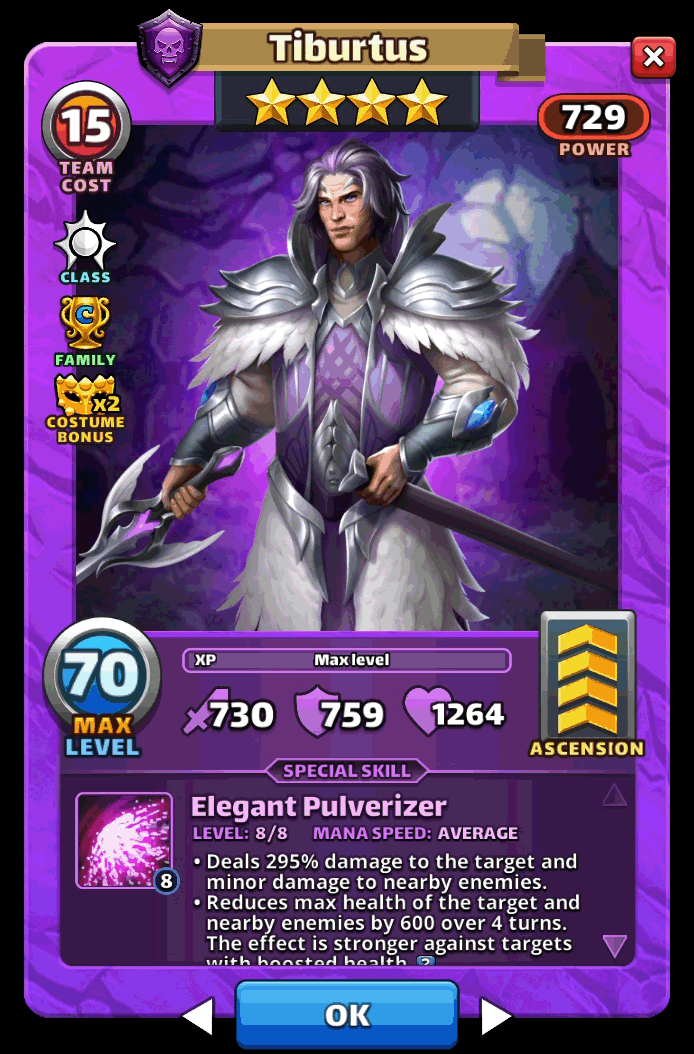 Tiburtus
15
TEAM
COST
729
POWER
CLASS
C
FAMILY
x2
COSTUME
BONUS
70
MAX
LEVEL
XP Max level
730 759 1264
ASCENSION
SPECIAL SKILL
Elegant Pulverizer
LEVEL: 8/8 MANA SPEED: AVERAGE
8
• Deals 295% damage to the target and
minor damage to nearby enemies.
• Reduces max health of the target and
nearby enemies by 600 over 4 turns.
The effect is stronger against targets
with boosted health. ?
OK